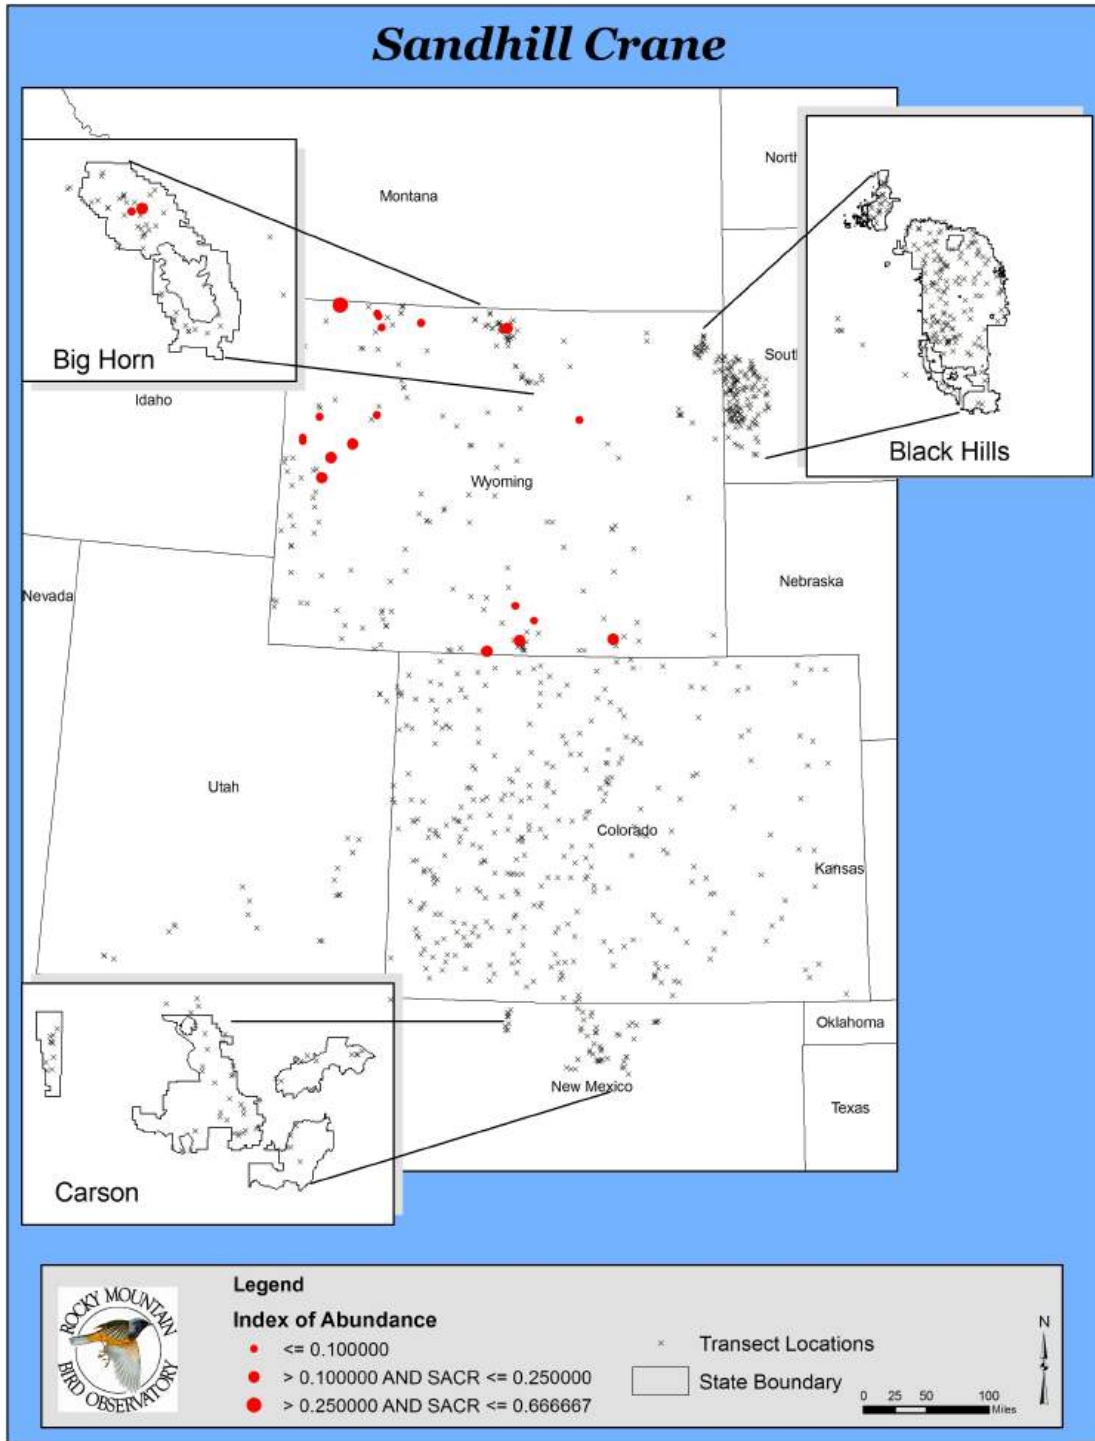 Sandhill Crane
Montana
North
Big Horn
Idaho
South
Black Hills
Wyoming
Nevada
Nebraska
Utah
Colorado
Kansas
Oklahoma
New Mexico
Texas
Carson
Legend
Index of Abundance
<= 0.100000
> 0.100000 AND SACR <= 0.250000
> 0.250000 AND SACR <= 0.666667
Transect Locations
State Boundary
N
0 25 50 100
Miles
ROCKY MOUNTAIN
BIRD OBSERVATORY